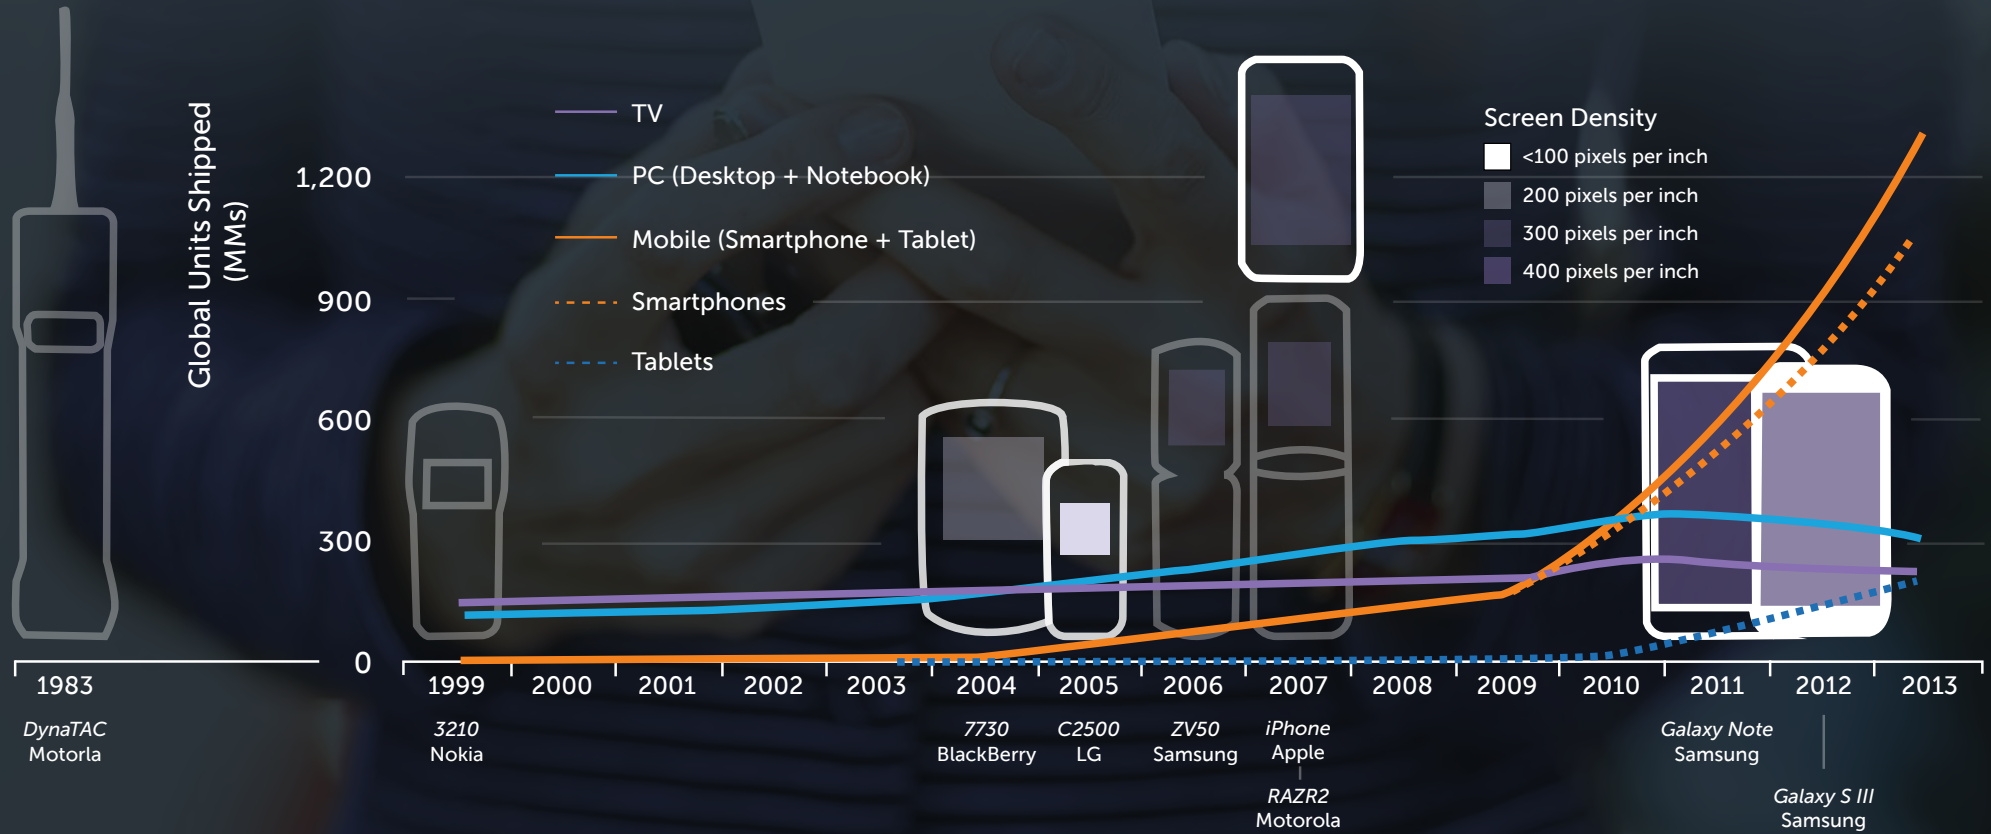 Global Units Shipped
(MMs)
TV
PC (Desktop + Notebook)
Mobile (Smartphone + Tablet)
Smartphones
Tablets
Screen Density
<100 pixels per inch
200 pixels per inch
300 pixels per inch
400 pixels per inch
1,200
900
600
300
0
1983
1999
2000
2001
2002
2003
2004
2005
2006
2007
2008
2009
2010
2011
2012
2013
DynaTAC
Motorla
3210
Nokia
7730
BlackBerry
C2500
LG
ZV50
Samsung
iPhone
Apple
RAZR2
Motorola
Galaxy Note
Samsung
Galaxy S III
Samsung